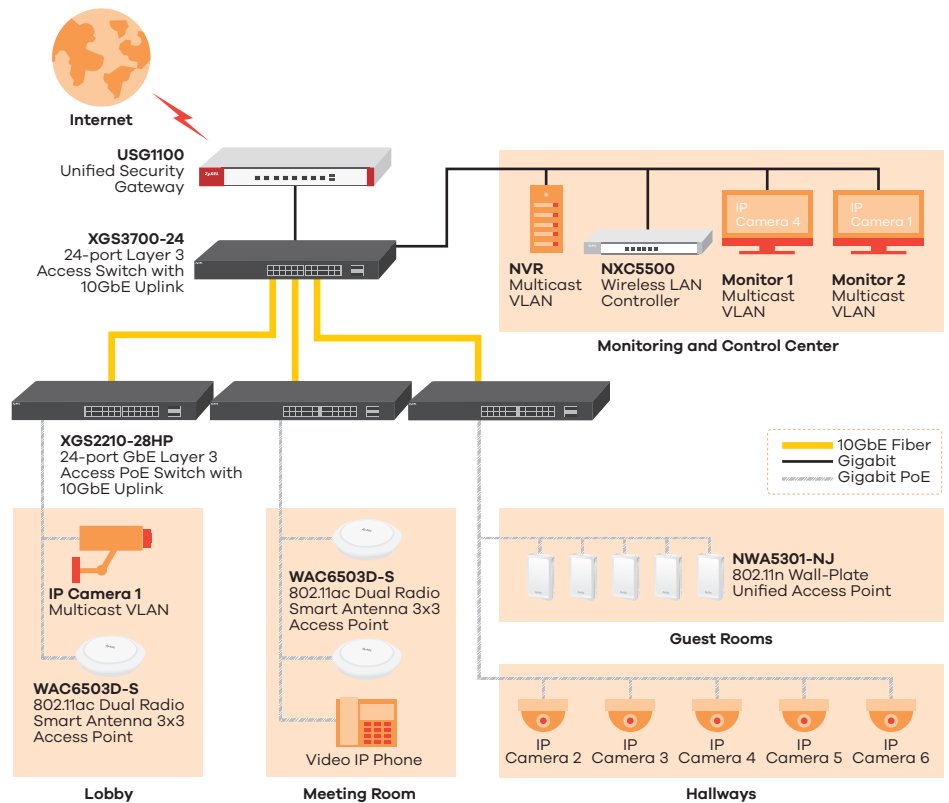 Internet
USG1100
Unified Security
Gateway
ZyXEL
XGS3700-24
24-port Layer 3
Access Switch with
10GbE Uplink
NVR
Multicast
VLAN
NXC5500
Wireless LAN
Controller
IP
Camera 4
Monitor 1
Multicast
VLAN
IP
Camera 1
Monitor 2
Multicast
VLAN
Monitoring and Control Center
XGS2210-28HP
24-port GbE Layer 3
Access PoE Switch with
10GbE Uplink
10GbE Fiber
Gigabit
Gigabit PoE
IP Camera 1
Multicast VLAN
WAC6503D-S
802.11ac Dual Radio
Smart Antenna 3x3
Access Point
Lobby
WAC6503D-S
802.11ac Dual Radio
Smart Antenna 3x3
Access Point
Video IP Phone
Meeting Room
NWA5301-NJ
802.11n Wall-Plate
Unified Access Point
Guest Rooms
IP
Camera 2
IP
Camera 3
IP
Camera 4
IP
Camera 5
IP
Camera 6
Hallways